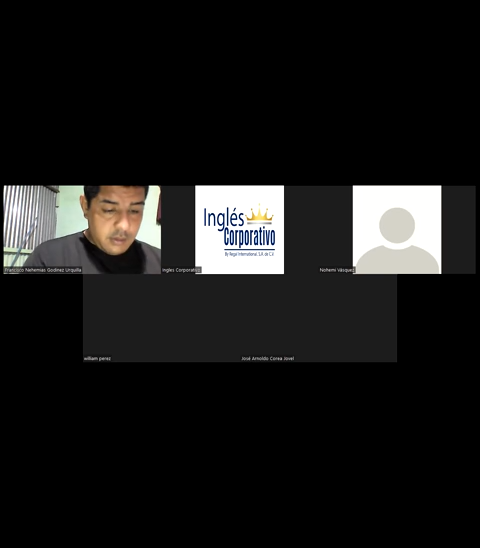 Inglés
Corporativo
By Regal International, S.A. de C.V.
Francisco Nehemias Godinez Urquilla
Ingles Corporativo
Nohemi Vásquez
william perez
José Arnoldo Corea Jovel